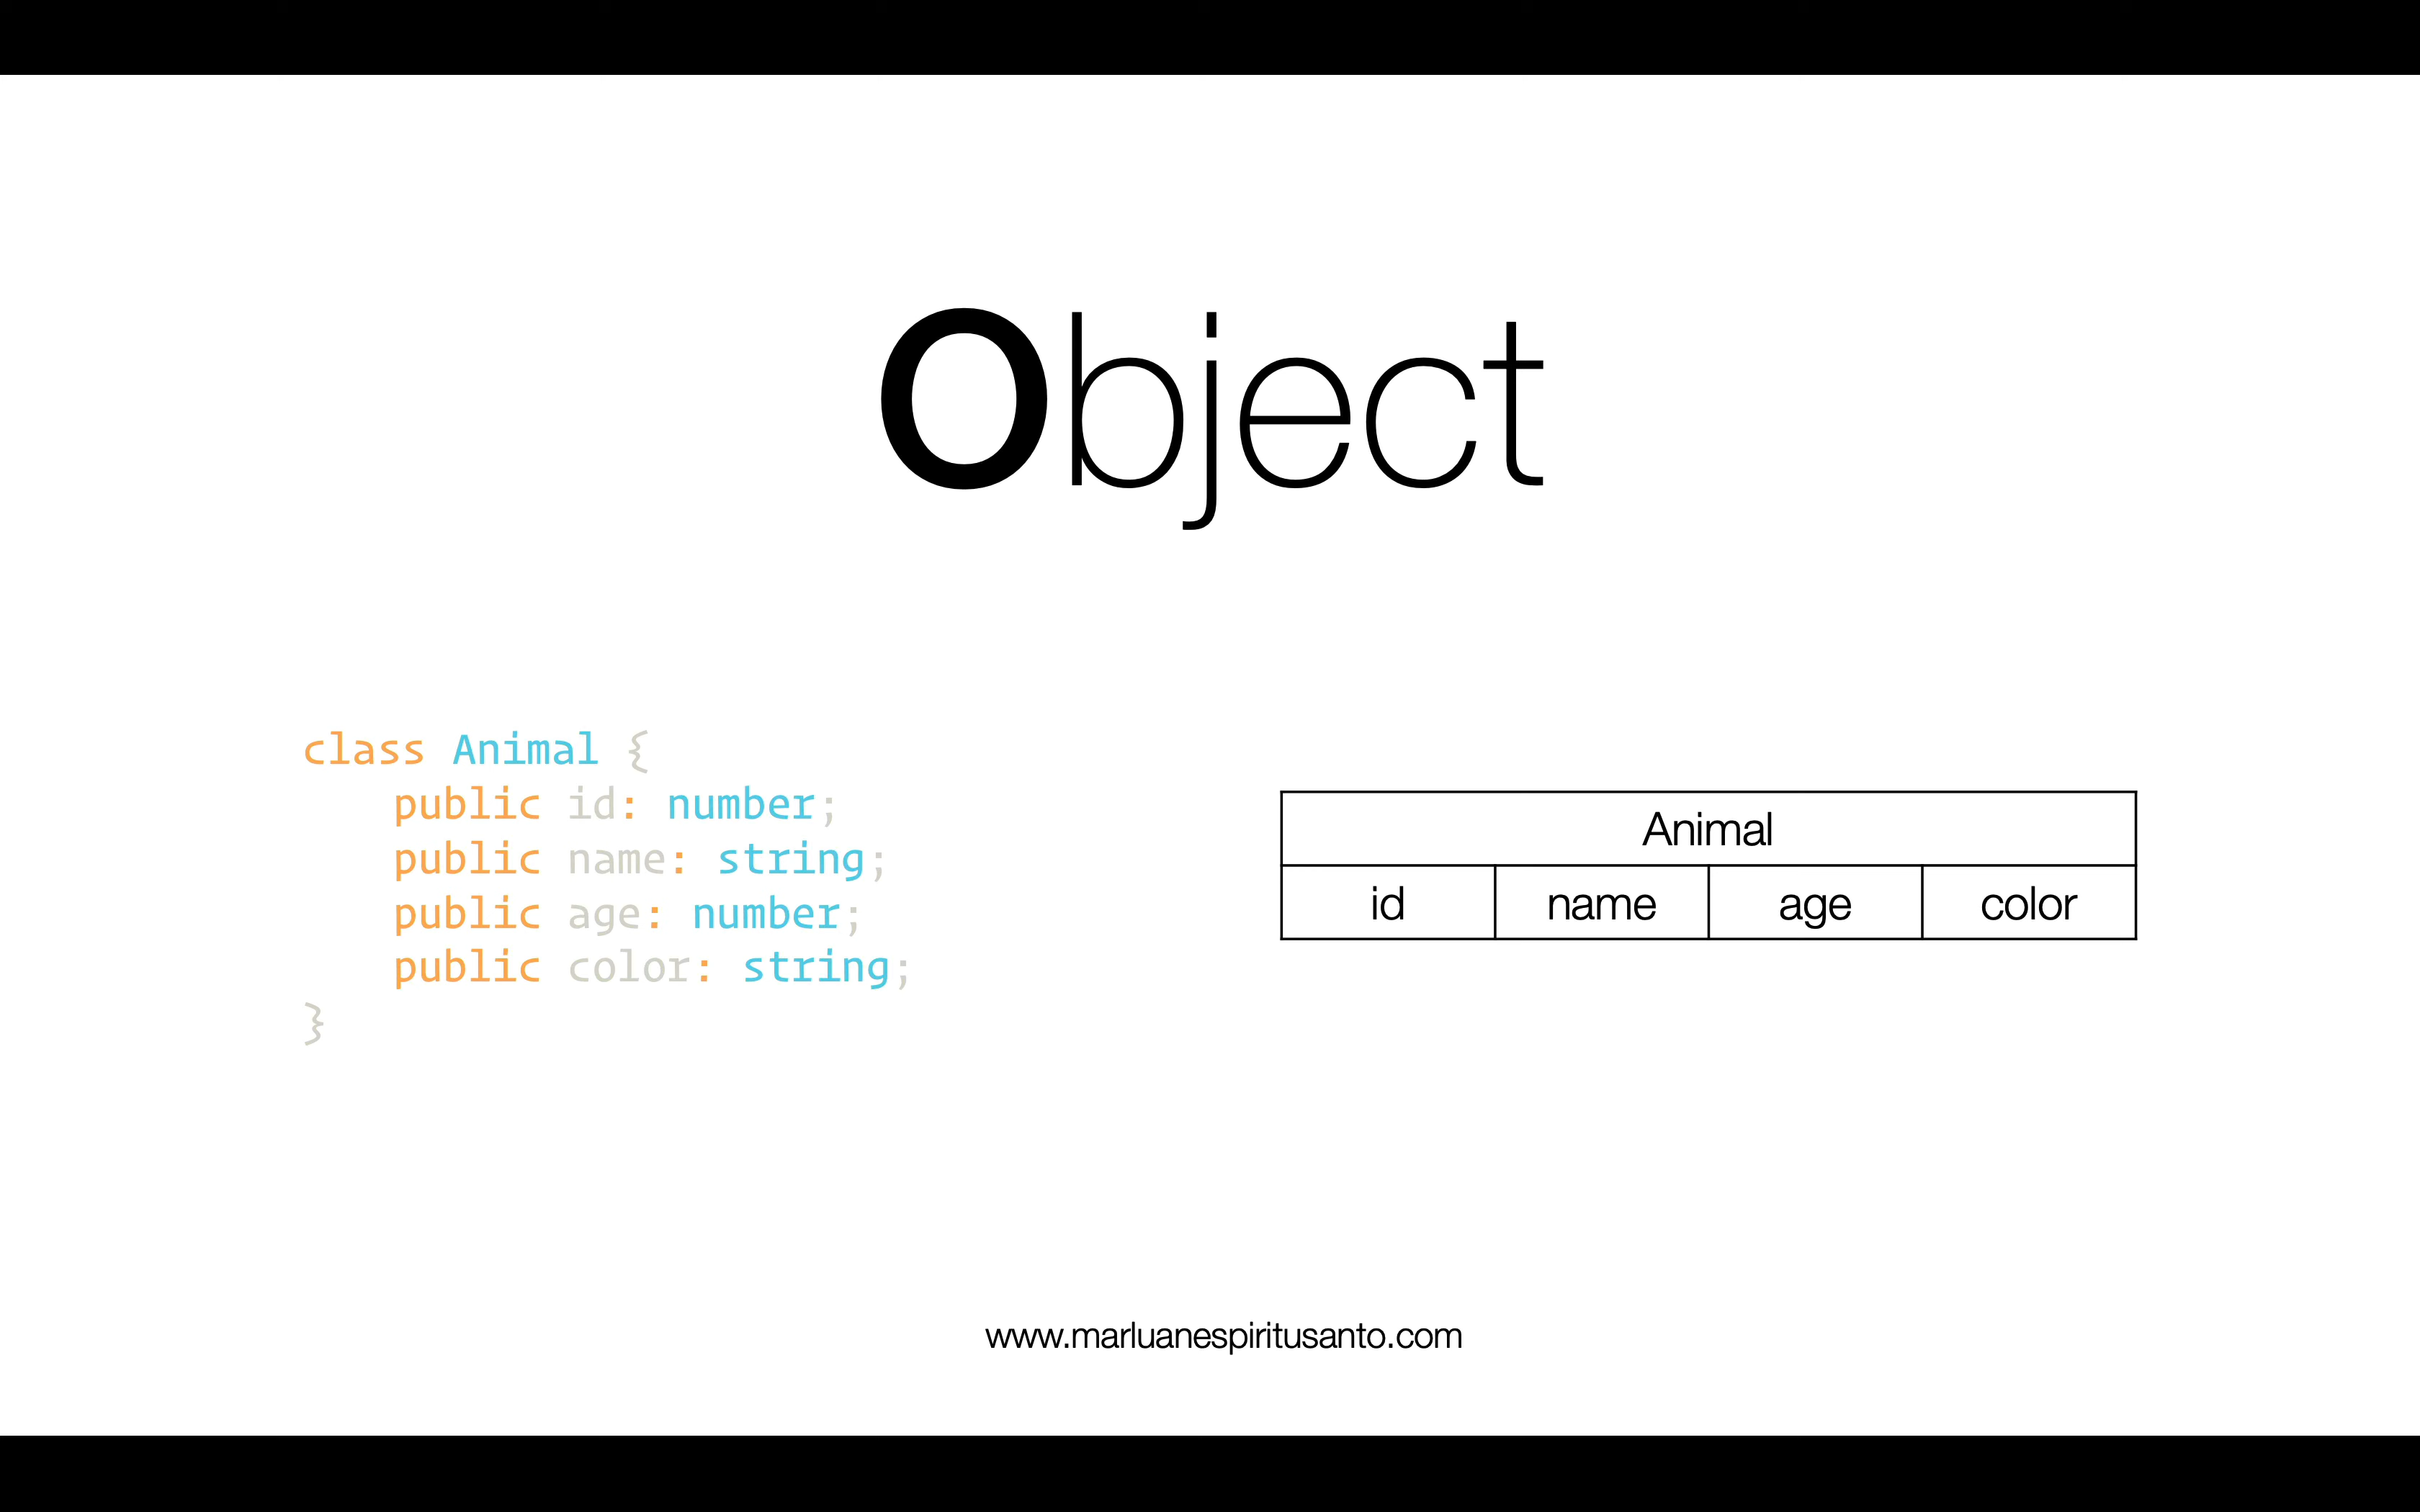 Object
class Animal {
public id: number;
public name: string;
public age: number;
public color: string;
}
Animal
id name age color
www.marluanespiritusanto.com